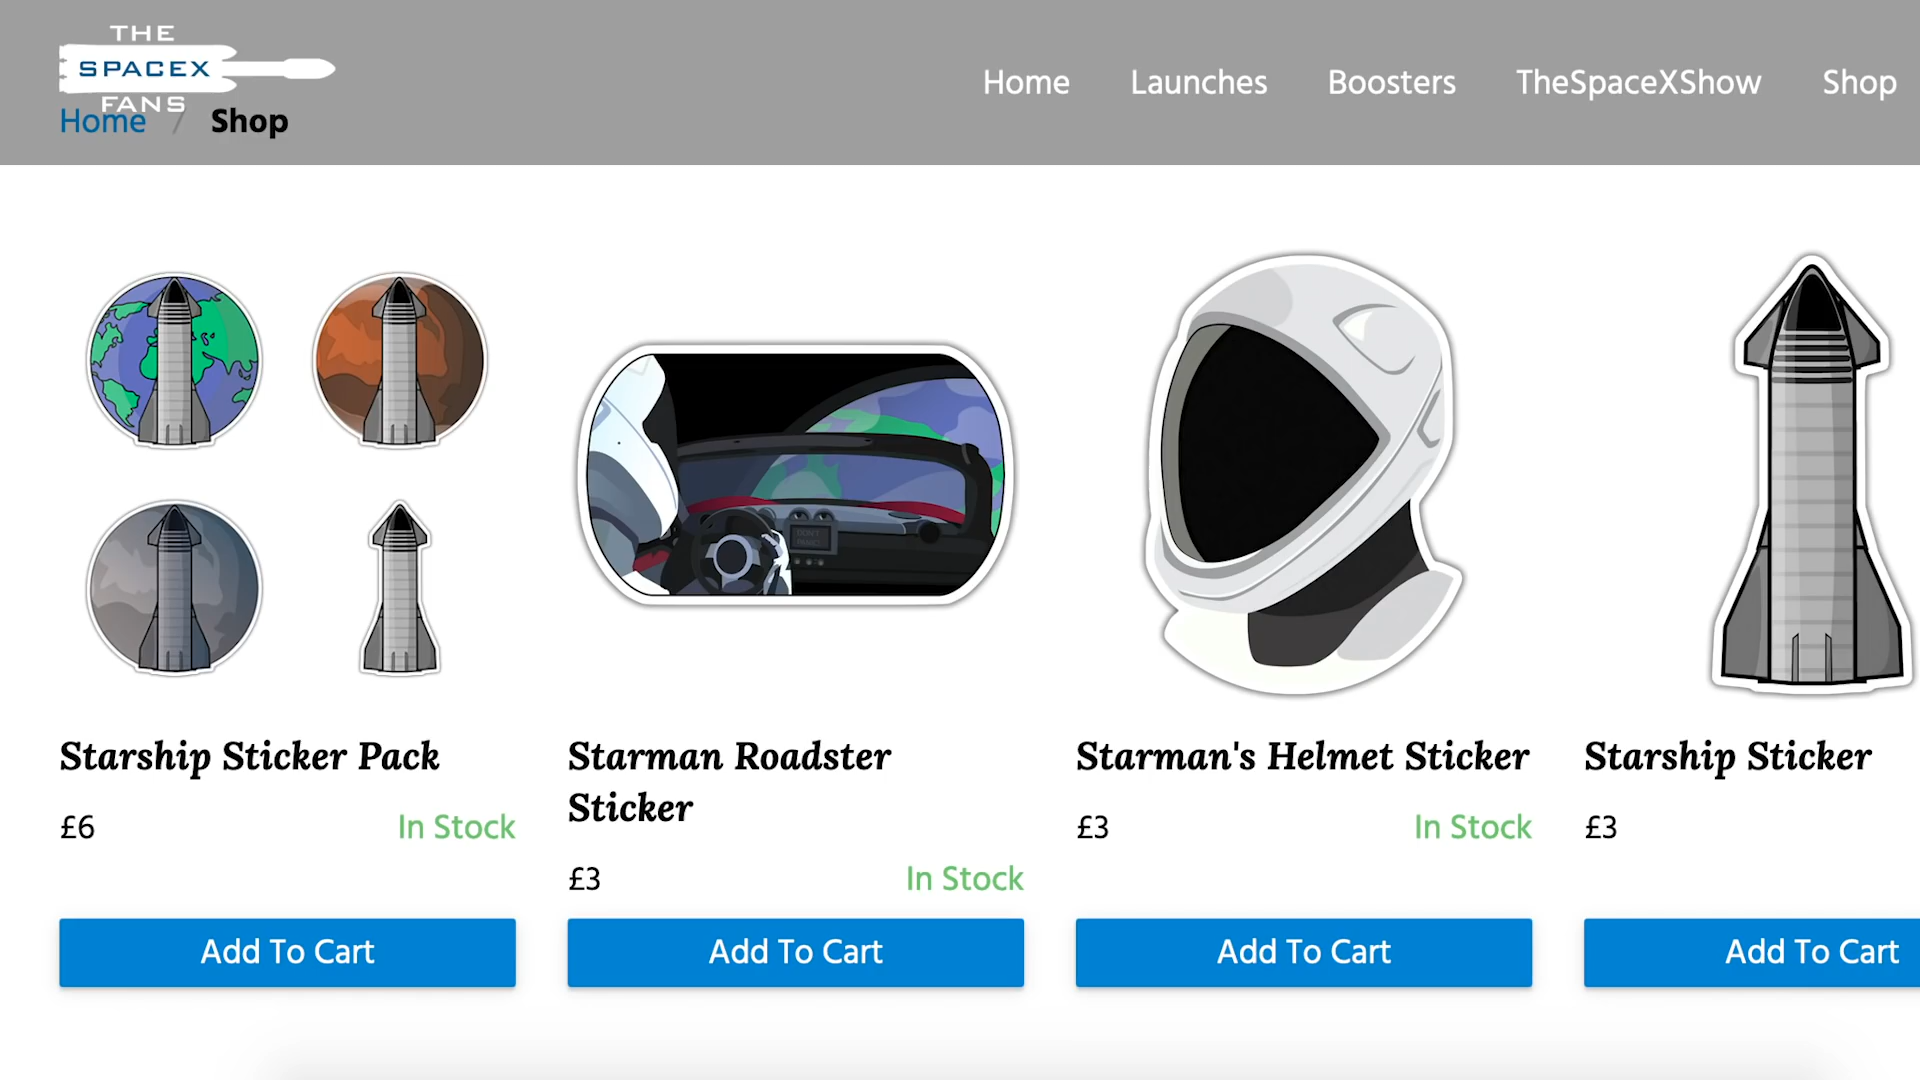 THE
SPACEX
FANS
Home / Shop
Home Launches Boosters TheSpaceXShow Shop
DON'T
PANIC!
Starship Sticker Pack
£6 In Stock
Add To Cart
Starman Roadster
Sticker
£3 In Stock
Add To Cart
Starman's Helmet Sticker
£3 In Stock
Add To Cart
Starship Sticker
£3
Add To Cart